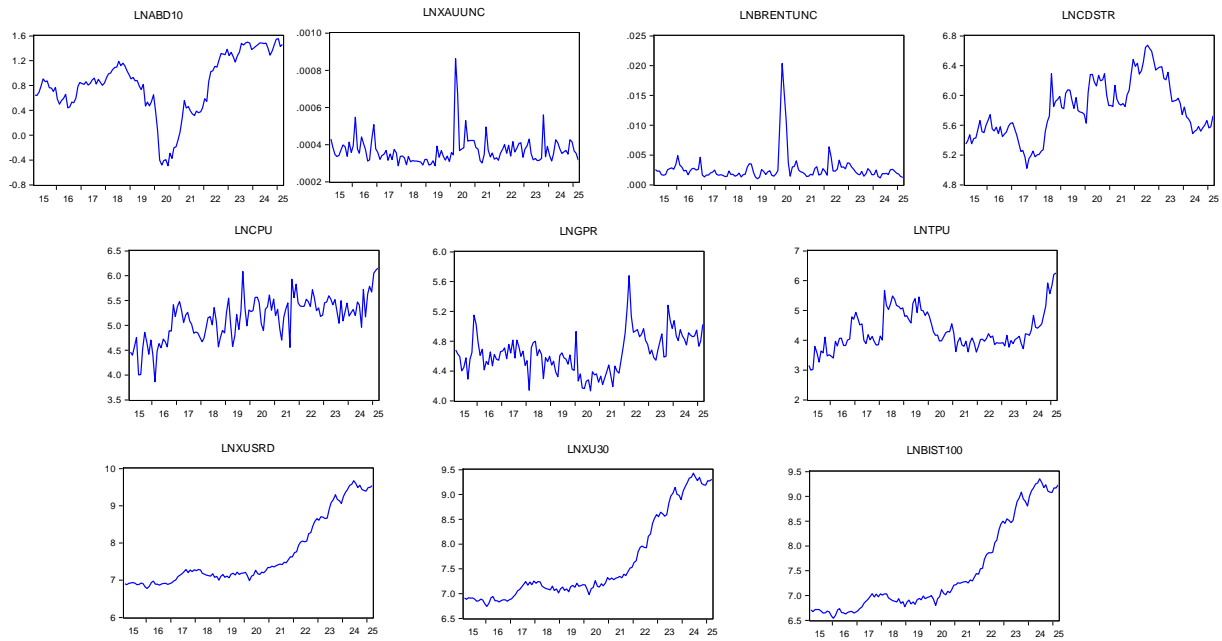 LNABD10 LNXAUUNC LNBRENTUNC LNCDSTR
1.6 .0010 .025 6.8
1.2 .020 6.4
.0008
0.8 .015 6.0
.0006
0.4 .010 5.6
0.0 .0004 .005 5.2
-0.4
-0.8 .0002 .000 4.8
15 16 17 18 19 20 21 22 23 24 25 15 16 17 18 19 20 21 22 23 24 25 15 16 17 18 19 20 21 22 23 24 25 15 16 17 18 19 20 21 22 23 24 25
LNCPU LNGPR LNTPU
6.5 6.0 7
6.0 5.6 6
5.5 5.2 5
5.0 4.8 4
4.5 4.4 3
4.0 4.0 2
3.5
15 16 17 18 19 20 21 22 23 24 25 15 16 17 18 19 20 21 22 23 24 25 15 16 17 18 19 20 21 22 23 24 25
LNXUSRD LNXU30 LNBIST100
10 9.5 9.5
9 9.0 9.0
8.5 8.5
8 8.0 8.0
7 7.5 7.5
7.0 7.0
6 6.5 6.5
15 16 17 18 19 20 21 22 23 24 25 15 16 17 18 19 20 21 22 23 24 25 15 16 17 18 19 20 21 22 23 24 25